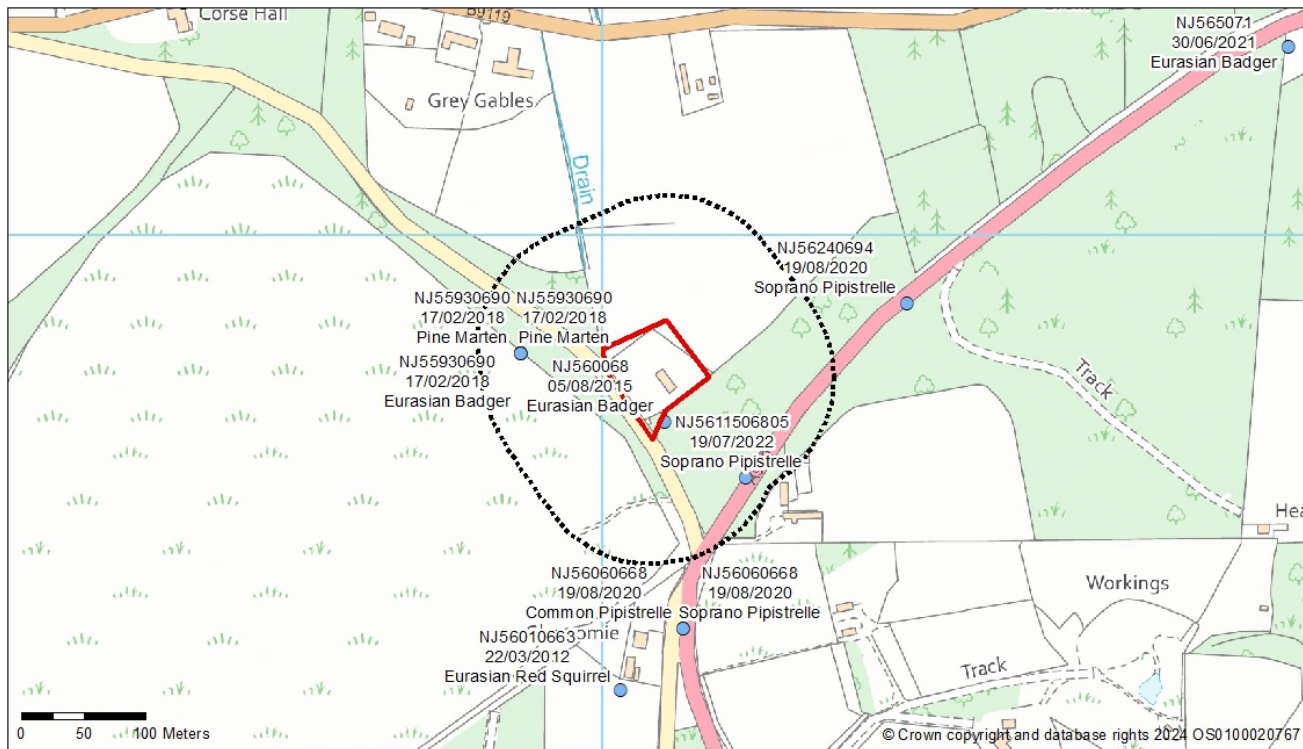 Corse Hall
B9119
NJ565071
30/06/2021
Eurasian Badger
Grey Gables
Drain
NJ56240694
19/08/2020
Soprano Pipistrelle
NJ55930690
17/02/2018
Pine Marten
NJ55930690
17/02/2018
Pine Marten
NJ55930690
17/02/2018
Eurasian Badger
NJ560068
05/08/2015
Eurasian Badger
Track
NJ5611506805
19/07/2022
Soprano Pipistrelle
NJ56060668
19/08/2020
Common Pipistrelle
NJ56060668
19/08/2020
Soprano Pipistrelle
Workings
NJ56010663
22/03/2012
Eurasian Red Squirrel
Track
0 50 100 Meters
© Crown copyright and database rights 2024 OS0100020767